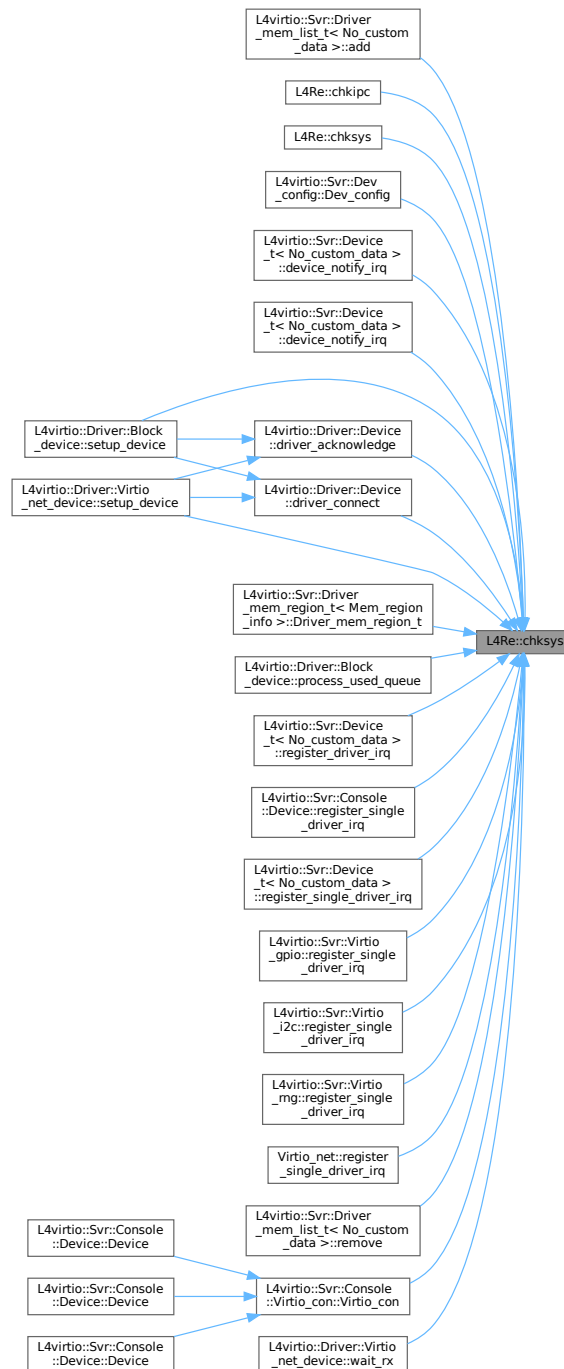 L4virtio::Svr::Driver
_mem_list_t< No_custom
_data >::add
L4Re::chkipc
L4Re::chksys
L4virtio::Svr::Dev
_config::Dev_config
L4virtio::Svr::Device
_t< No_custom_data >
::device_notify_irq
L4virtio::Svr::Device
_t< No_custom_data >
::device_notify_irq
L4virtio::Driver::Block
_device::setup_device
L4virtio::Driver::Device
::driver_acknowledge
L4virtio::Driver::Virtio
_net_device::setup_device
L4virtio::Driver::Device
::driver_connect
L4virtio::Svr::Driver
_mem_region_t< Mem_region
_info >::Driver_mem_region_t
L4Re::chksys
L4virtio::Driver::Block
_device::process_used_queue
L4virtio::Svr::Device
_t< No_custom_data >
::register_driver_irq
L4virtio::Svr::Console
::Device::register_single
_driver_irq
L4virtio::Svr::Device
_t< No_custom_data >
::register_single_driver_irq
L4virtio::Svr::Virtio
_gpio::register_single
_driver_irq
L4virtio::Svr::Virtio
_i2c::register_single
_driver_irq
L4virtio::Svr::Virtio
_rng::register_single
_driver_irq
Virtio_net::register
_single_driver_irq
L4virtio::Svr::Driver
_mem_list_t< No_custom
_data >::remove
L4virtio::Svr::Console
::Device::Device
L4virtio::Svr::Console
::Device::Device
L4virtio::Svr::Console
::Virtio_con::Virtio_con
L4virtio::Svr::Console
::Device::Device
L4virtio::Driver::Virtio
_net_device::wait_rx